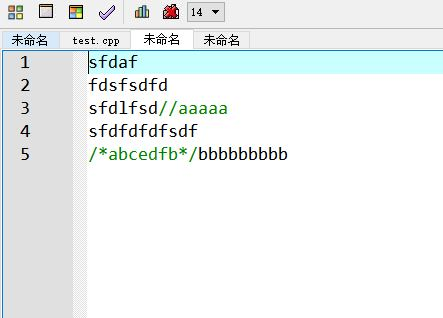 14
未命名 test.cpp 未命名 未命名
1 sfdaf
2 fdsfsdfd
3 sfdlfsd//aaaaa
4 sfdfdfdfsdf
5 /*abcedfb*/bbbbbbbbb